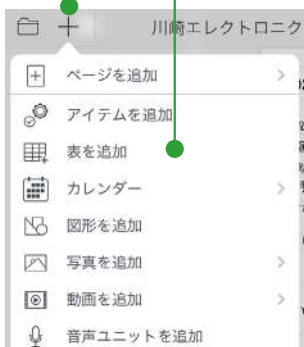 川崎エレクトロニク
ページを追加
アイテムを追加
表を追加
カレンダー
図形を追加
写真を追加
動画を追加
音声ユニットを追加